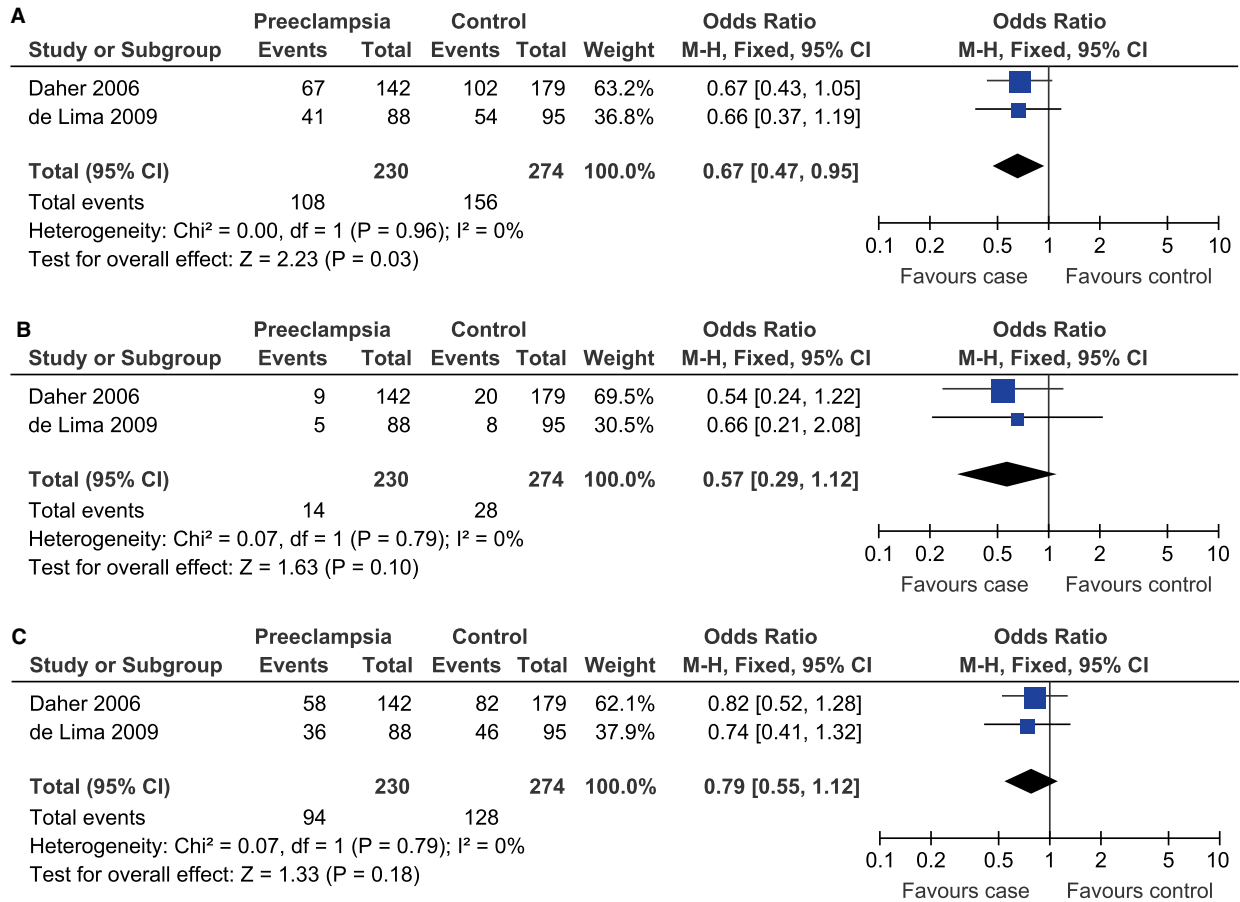 A
Preeclampsia Control Odds Ratio Odds Ratio
Study or Subgroup Events Total Events Total Weight M-H, Fixed, 95% CI M-H, Fixed, 95% CI
Daher 2006 67 142 102 179 63.2% 0.67 [0.43, 1.05]
de Lima 2009 41 88 54 95 36.8% 0.66 [0.37, 1.19]
Total (95% CI) 230 274 100.0% 0.67 [0.47, 0.95]
Total events 108 156
Heterogeneity: Chi² = 0.00, df = 1 (P = 0.96); I² = 0%
Test for overall effect: Z = 2.23 (P = 0.03)
0.1 0.2 0.5 1 2 5 10
Favours case Favours control
B
Preeclampsia Control Odds Ratio Odds Ratio
Study or Subgroup Events Total Events Total Weight M-H, Fixed, 95% CI M-H, Fixed, 95% CI
Daher 2006 9 142 20 179 69.5% 0.54 [0.24, 1.22]
de Lima 2009 5 88 8 95 30.5% 0.66 [0.21, 2.08]
Total (95% CI) 230 274 100.0% 0.57 [0.29, 1.12]
Total events 14 28
Heterogeneity: Chi² = 0.07, df = 1 (P = 0.79); I² = 0%
Test for overall effect: Z = 1.63 (P = 0.10)
0.1 0.2 0.5 1 2 5 10
Favours case Favours control
C
Preeclampsia Control Odds Ratio Odds Ratio
Study or Subgroup Events Total Events Total Weight M-H, Fixed, 95% CI M-H, Fixed, 95% CI
Daher 2006 58 142 82 179 62.1% 0.82 [0.52, 1.28]
de Lima 2009 36 88 46 95 37.9% 0.74 [0.41, 1.32]
Total (95% CI) 230 274 100.0% 0.79 [0.55, 1.12]
Total events 94 128
Heterogeneity: Chi² = 0.07, df = 1 (P = 0.79); I² = 0%
Test for overall effect: Z = 1.33 (P = 0.18)
0.1 0.2 0.5 1 2 5 10
Favours case Favours control